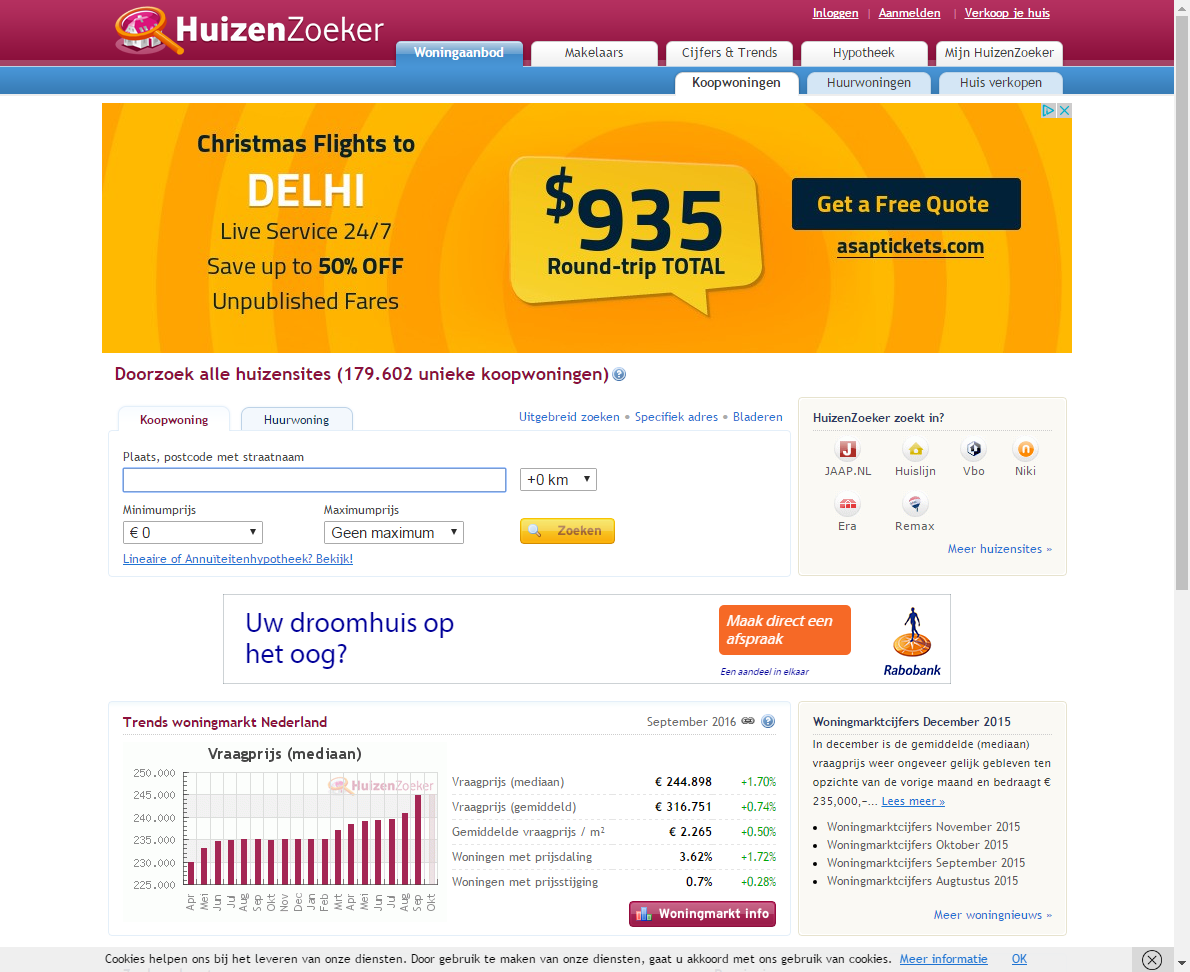 Inloggen | Aanmelden | Verkoop je huis
HuizenZoeker
Woningaanbod Makelaars Cijfers & Trends Hypotheek Mijn HuizenZoeker
Koopwoningen Huurwoningen Huis verkopen
Christmas Flights to
DELHI
Live Service 24/7
Save up to 50% OFF
Unpublished Fares
$935
Round-trip TOTAL
Get a Free Quote
asaptickets.com
Doorzoek alle huizensites (179.602 unieke koopwoningen)
Koopwoning Huurwoning
Uitgebreid zoeken • Specifiek adres • Bladeren
Plaats, postcode met straatnaam
+0 km
Minimumprijs Maximumprijs
€ 0 Geen maximum Zoeken
Lineaire of Annuïteitenhypotheek? Bekijk!
HuizenZoeker zoekt in?
JAAP.NL Huislijn Vbo Niki
Era Remax
Meer huizensites »
Uw droomhuis op
het oog?
Maak direct een
afspraak
Een aandeel in elkaar
Rabobank
Trends woningmarkt Nederland
September 2016
Vraagprijs (mediaan)
HuizenZoeker
250.000
245.000
240.000
235.000
230.000
225.000
Apr Mei Jun Jul Aug Sep Okt Nov Dec Jan Feb Mrt Apr Mei Jun Jul Aug Sep Okt
Vraagprijs (mediaan) € 244.898 +1.70%
Vraagprijs (gemiddeld) € 316.751 +0.74%
Gemiddelde vraagprijs / m² € 2.265 +0.50%
Woningen met prijsdaling 3.62% +1.72%
Woningen met prijsstijging 0.7% +0.28%
Woningmarkt info
Woningmarktcijfers December 2015
In december is de gemiddelde (mediaan)
vraagprijs weer ongeveer gelijk gebleven ten
opzichte van de vorige maand en bedraagt €
235,000,-... Lees meer »
• Woningmarktcijfers November 2015
• Woningmarktcijfers Oktober 2015
• Woningmarktcijfers September 2015
• Woningmarktcijfers Augtustus 2015
Meer woningnieuws »
Cookies helpen ons bij het leveren van onze diensten. Door gebruik te maken van onze diensten, gaat u akkoord met ons gebruik van cookies. Meer informatie OK